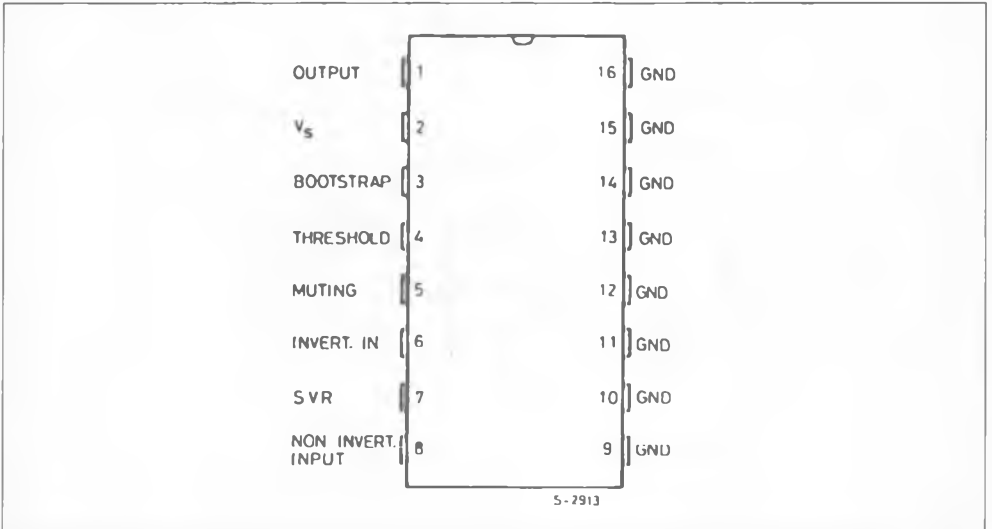 OUTPUT 1 16 GND
Vs 2 15 GND
BOOTSTRAP 3 14 GND
THRESHOLD 4 13 GND
MUTING 5 12 GND
INVERT. IN 6 11 GND
SVR 7 10 GND
NON INVERT.
INPUT 8 9 GND
S-2913